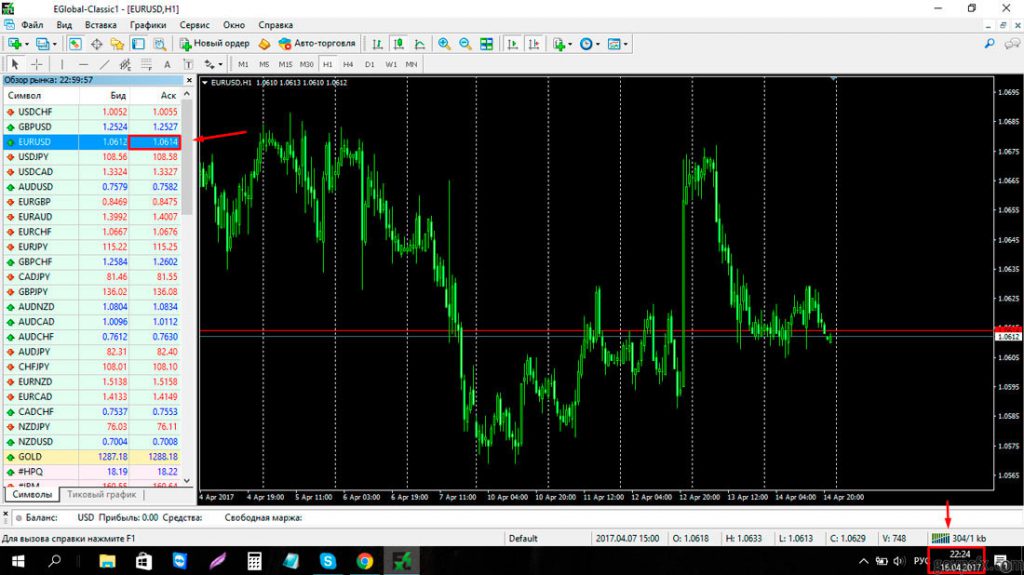 EGlobal-Classic1 - [EURUSD,H1]
Файл Вид Вставка Графики Сервис Окно Справка
Новый ордер Авто-торговля
A T M1 M5 M15 M30 H1 H4 D1 W1 MN
Обзор рынка: 22:59:57
Символ Бид Аск
USDCHF 1.0052 1.0055
GBPUSD 1.2524 1.2527
EURUSD 1.0612 1.0614
USDJPY 108.56 108.58
USDCAD 1.3324 1.3327
AUDUSD 0.7579 0.7582
EURGBP 0.8469 0.8475
EURAUD 1.3992 1.4007
EURCHF 1.0667 1.0676
EURJPY 115.22 115.25
GBPCHF 1.2584 1.2602
CADJPY 81.46 81.55
GBPJPY 136.02 136.08
AUDNZD 1.0804 1.0834
AUDCAD 1.0096 1.0112
AUDCHF 0.7612 0.7630
AUDJPY 82.31 82.40
CHFJPY 108.01 108.10
EURNZD 1.5138 1.5158
EURCAD 1.4133 1.4149
CADCHF 0.7537 0.7553
NZDJPY 76.03 76.11
NZDUSD 0.7004 0.7008
GOLD 1287.18 1288.18
#HPQ 18.19 18.22
Символы Тиковый график
EURUSD,H1 1.0610 1.0613 1.0610 1.0612
1.0695
1.0685
1.0675
1.0665
1.0655
1.0645
1.0635
1.0625
1.0612
1.0605
1.0595
1.0585
1.0575
1.0565
4 Apr 2017 4 Apr 19:00 5 Apr 11:00 6 Apr 03:00 6 Apr 19:00 7 Apr 11:00 10 Apr 04:00 10 Apr 20:00 11 Apr 12:00 12 Apr 04:00 12 Apr 20:00 13 Apr 12:00 14 Apr 04:00 14 Apr 20:00
Баланс: USD Прибыль: 0.00 Средства: Свободная маржа:
Для вызова справки нажмите F1 Default 2017.04.07 15:00 O: 1.0618 H: 1.0633 L: 1.0613 C: 1.0629 V: 748 304/1 kb
РУС 22:24
16.04.2017